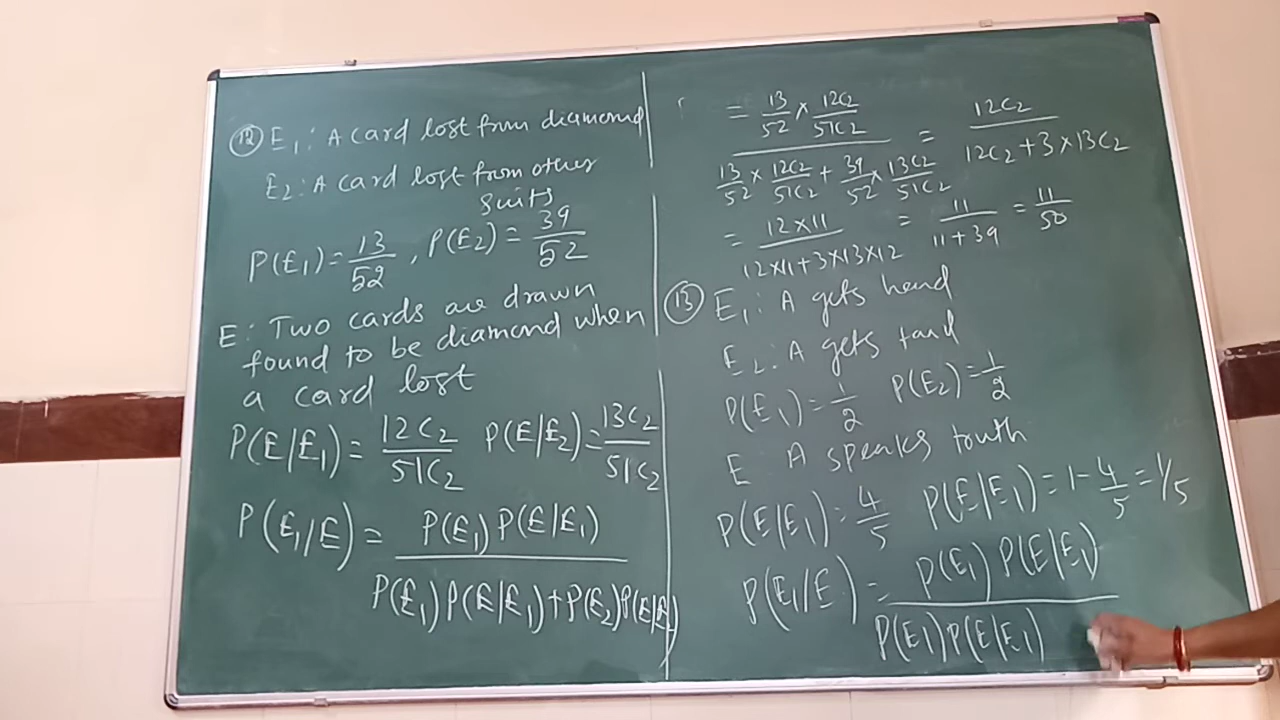 (12) E₁: A card lost from diamond
E₂: A card lost from other
suits
P(E₁) = 13/52, P(E₂) = 39/52
E: Two cards are drawn
found to be diamond when
a card lost
P(E|E₁) = 12C₂/51C₂ P(E|E₂) = 13C₂/51C₂
P(E₁/E) = P(E₁)P(E|E₁) / P(E₁)P(E|E₁)+P(E₂)P(E|E₂)
= 13/52 × 12C₂/51C₂ / 13/52 × 12C₂/51C₂ + 39/52 × 13C₂/51C₂ = 12C₂ / 12C₂+3×13C₂
= 12×11 / 12×11+3×13×12 = 11 / 11+39 = 11/50
(13) E₁: A gets head
E₂: A gets tail
P(E₁) = 1/2 P(E₂) = 1/2
E A speaks truth
P(E|E₁) = 4/5 P(E|E₁) = 1-4/5 = 1/5
P(E₁/E) = P(E₁)P(E|E₁) / P(E₁)P(E|E₁)